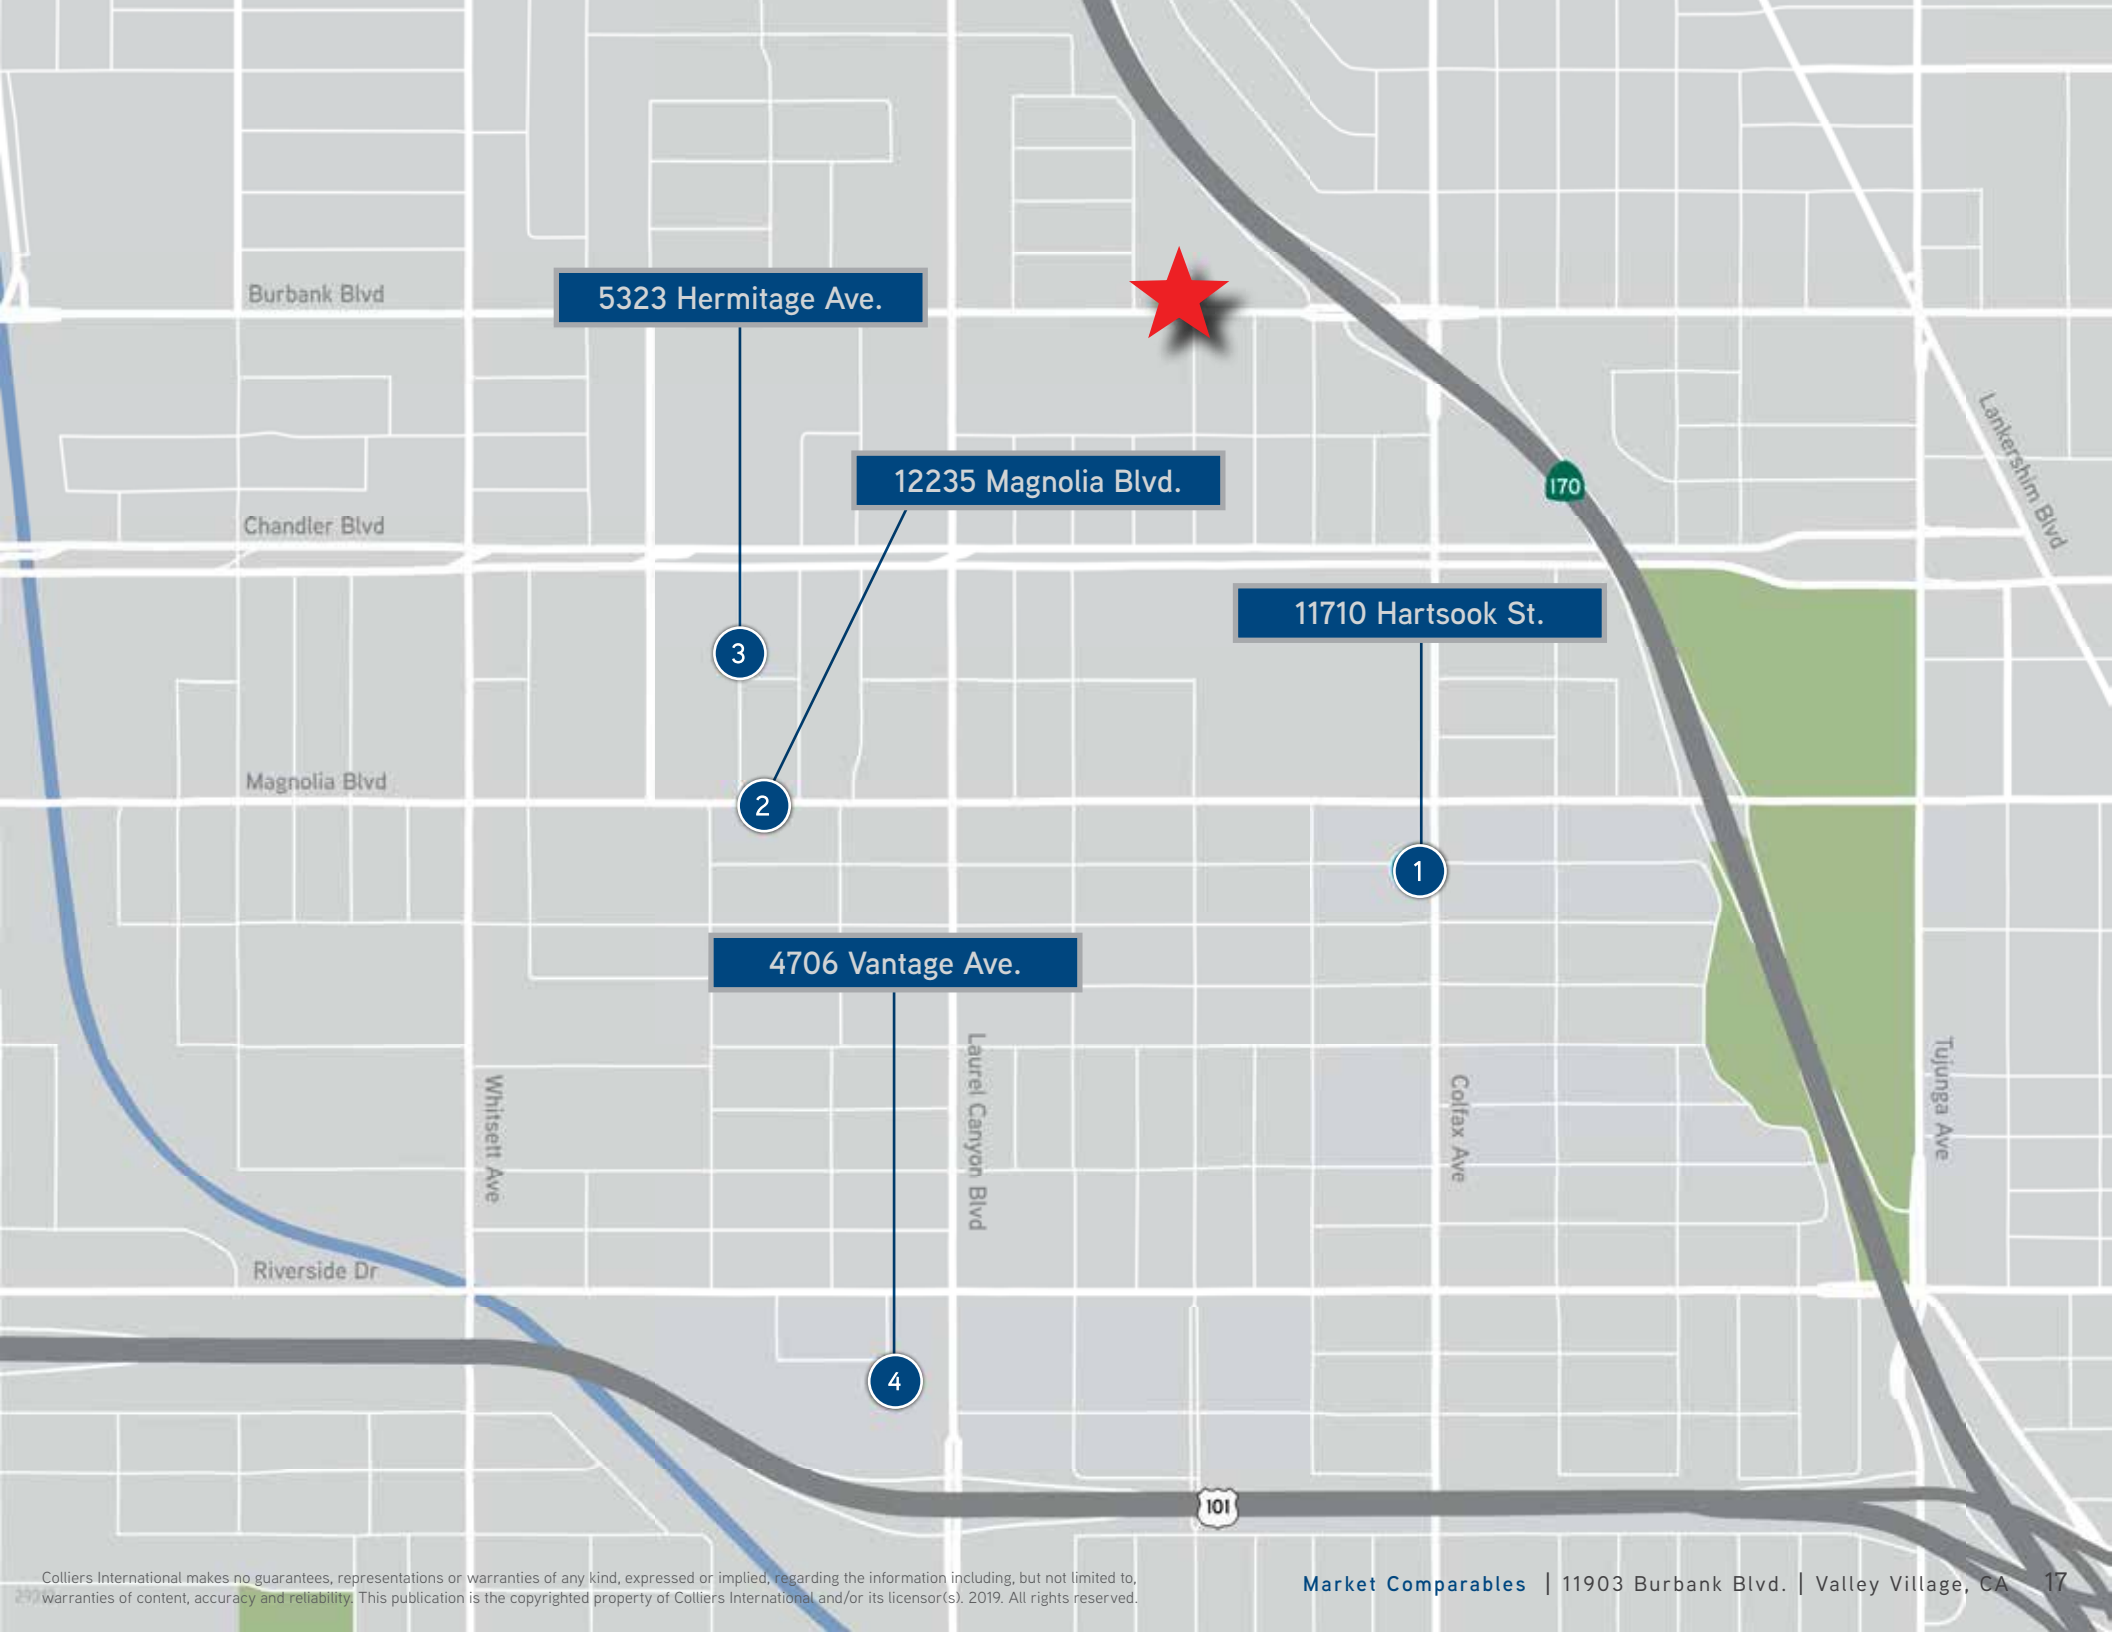 Burbank Blvd
5323 Hermitage Ave.
Lankershim Blvd
12235 Magnolia Blvd.
170
Chandler Blvd
11710 Hartsook St.
3
Magnolia Blvd
2
1
4706 Vantage Ave.
Whitsett Ave
Laurel Canyon Blvd
Colfax Ave
Tujunga Ave
Riverside Dr
4
101
Colliers International makes no guarantees, representations or warranties of any kind, expressed or implied, regarding the information including, but not limited to,
warranties of content, accuracy and reliability. This publication is the copyrighted property of Colliers International and/or its licensor(s). 2019. All rights reserved.
Market Comparables | 11903 Burbank Blvd. | Valley Village, CA 17